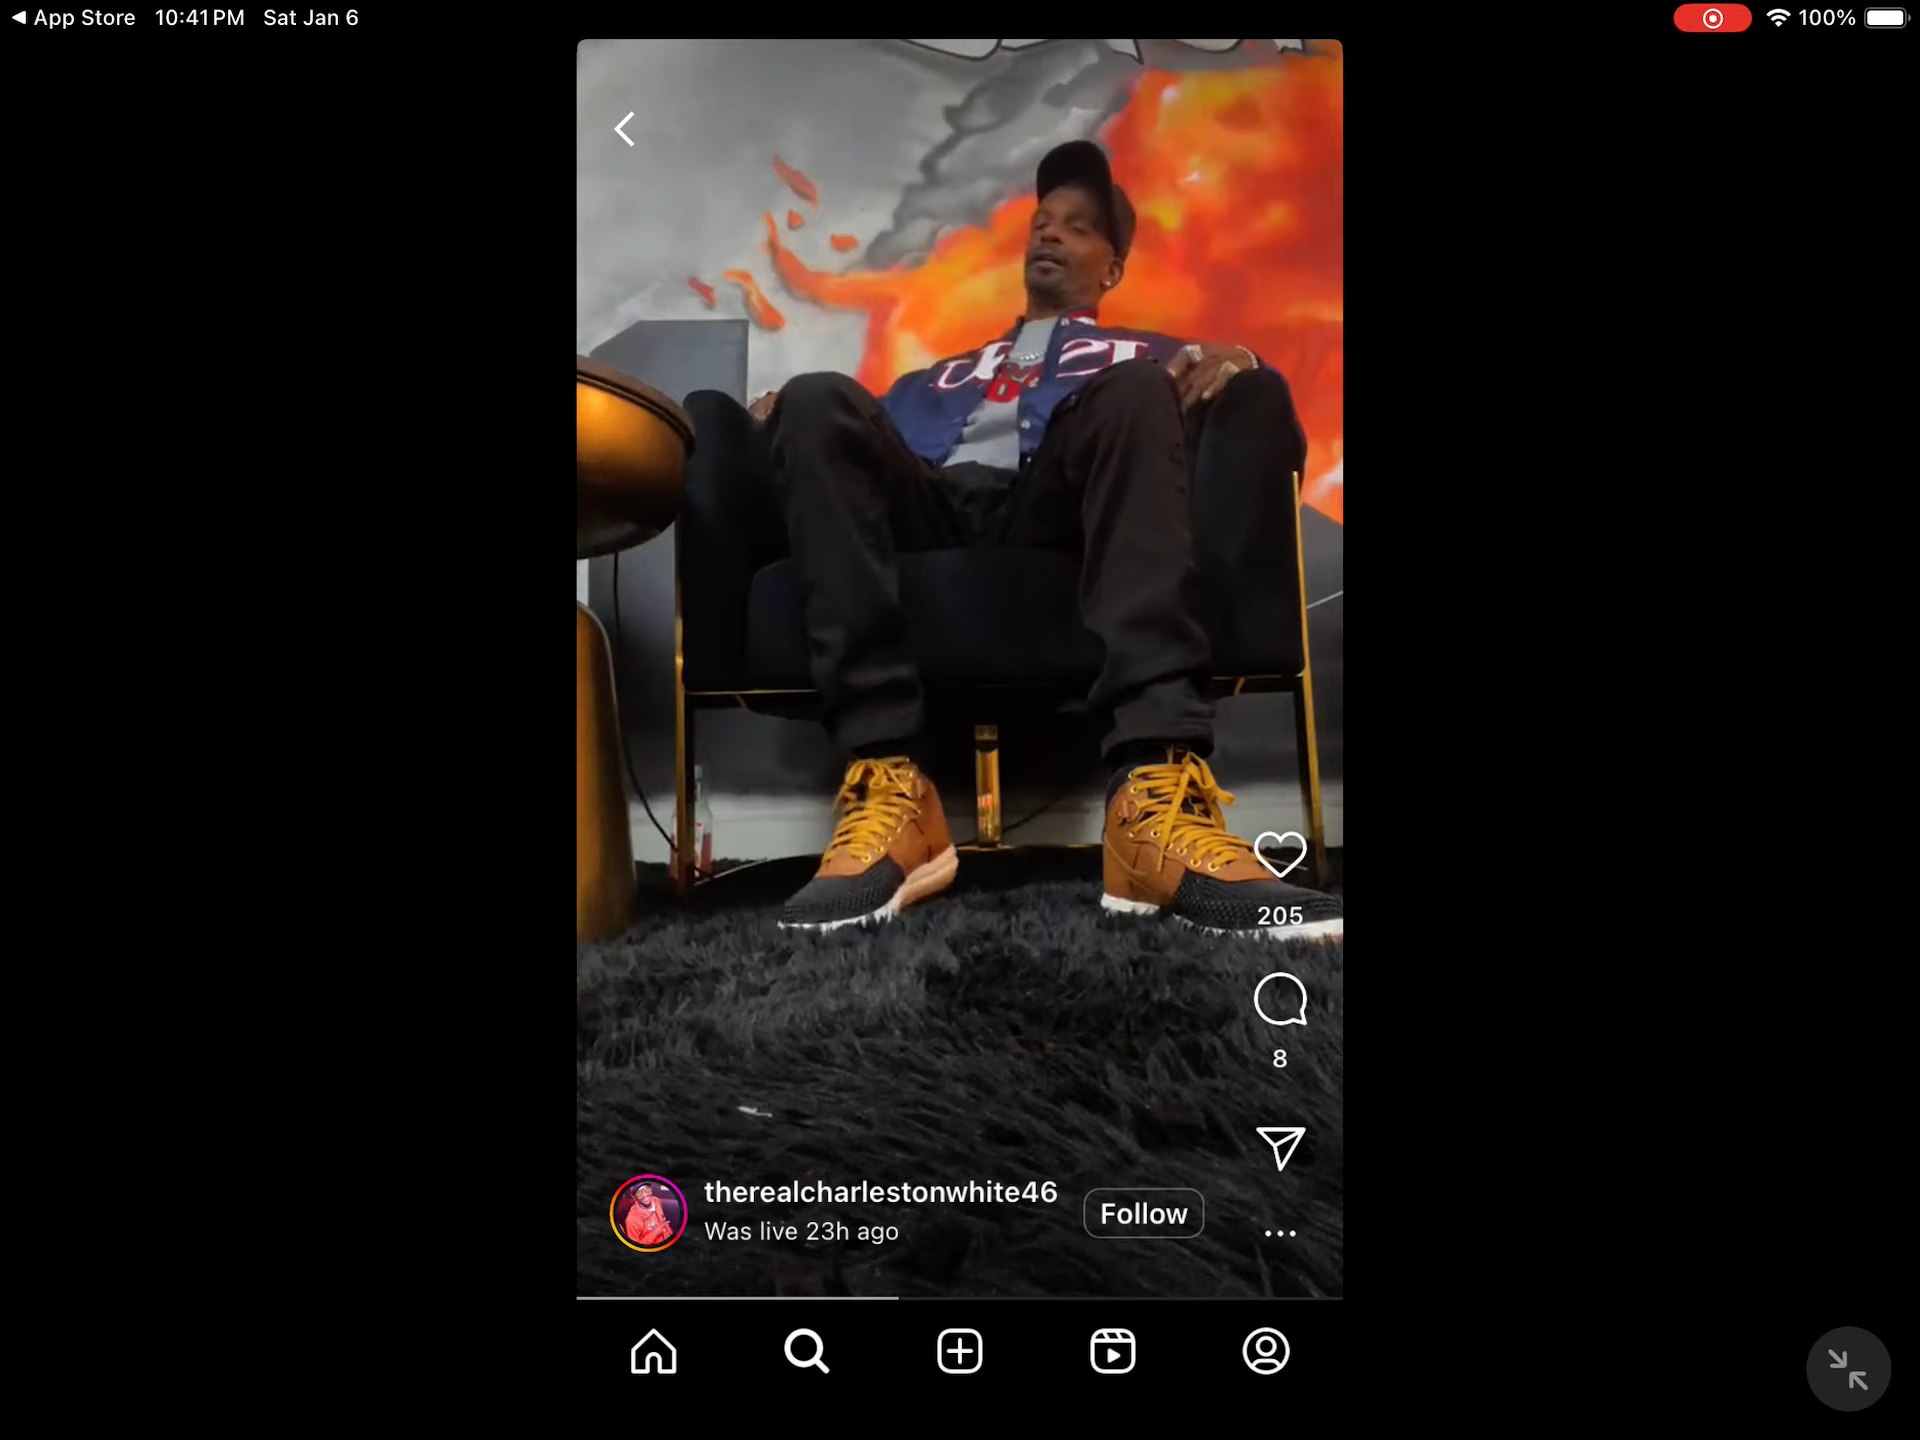 App Store 10:41 PM Sat Jan 6
100%
205
8
therealcharlestonwhite46
Follow
Was live 23h ago